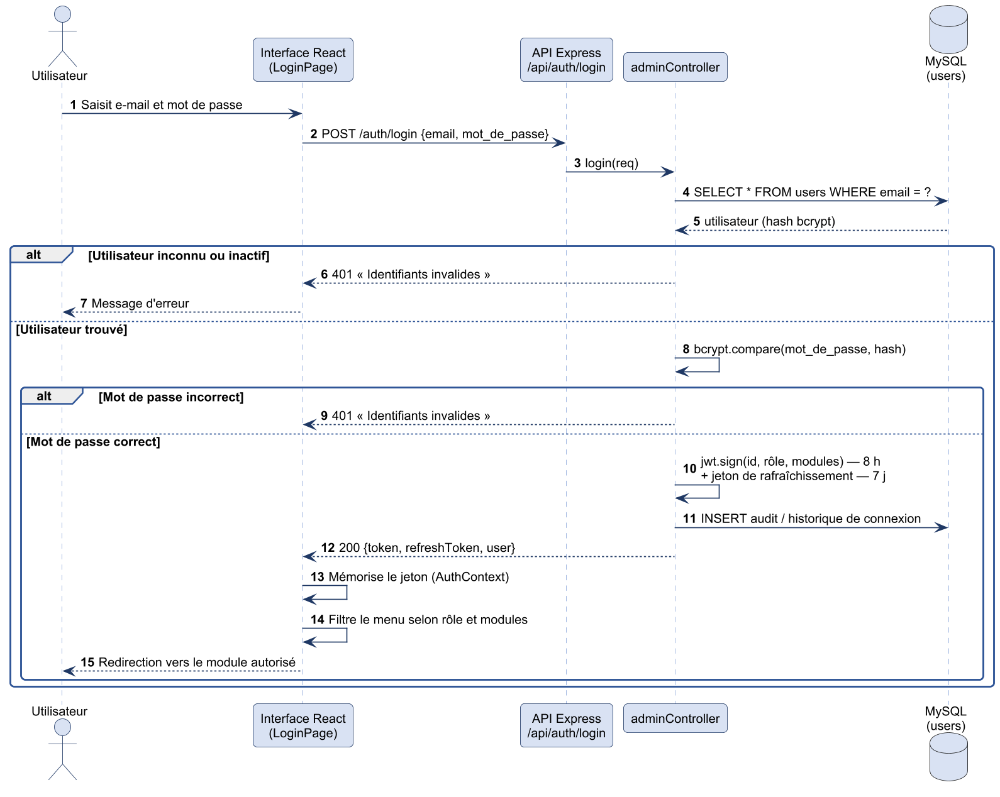 Utilisateur
Interface React
(LoginPage)
API Express
/api/auth/login
adminController
MySQL
(users)
1 Saisit e-mail et mot de passe
2 POST /auth/login {email, mot_de_passe}
3 login(req)
4 SELECT * FROM users WHERE email = ?
5 utilisateur (hash bcrypt)
alt [Utilisateur inconnu ou inactif]
6 401 « Identifiants invalides »
7 Message d'erreur
[Utilisateur trouvé]
8 bcrypt.compare(mot_de_passe, hash)
alt [Mot de passe incorrect]
9 401 « Identifiants invalides »
[Mot de passe correct]
10 jwt.sign(id, rôle, modules) — 8 h
+ jeton de rafraîchissement — 7 j
11 INSERT audit / historique de connexion
12 200 {token, refreshToken, user}
13 Mémorise le jeton (AuthContext)
14 Filtre le menu selon rôle et modules
15 Redirection vers le module autorisé
Utilisateur
Interface React
(LoginPage)
API Express
/api/auth/login
adminController
MySQL
(users)